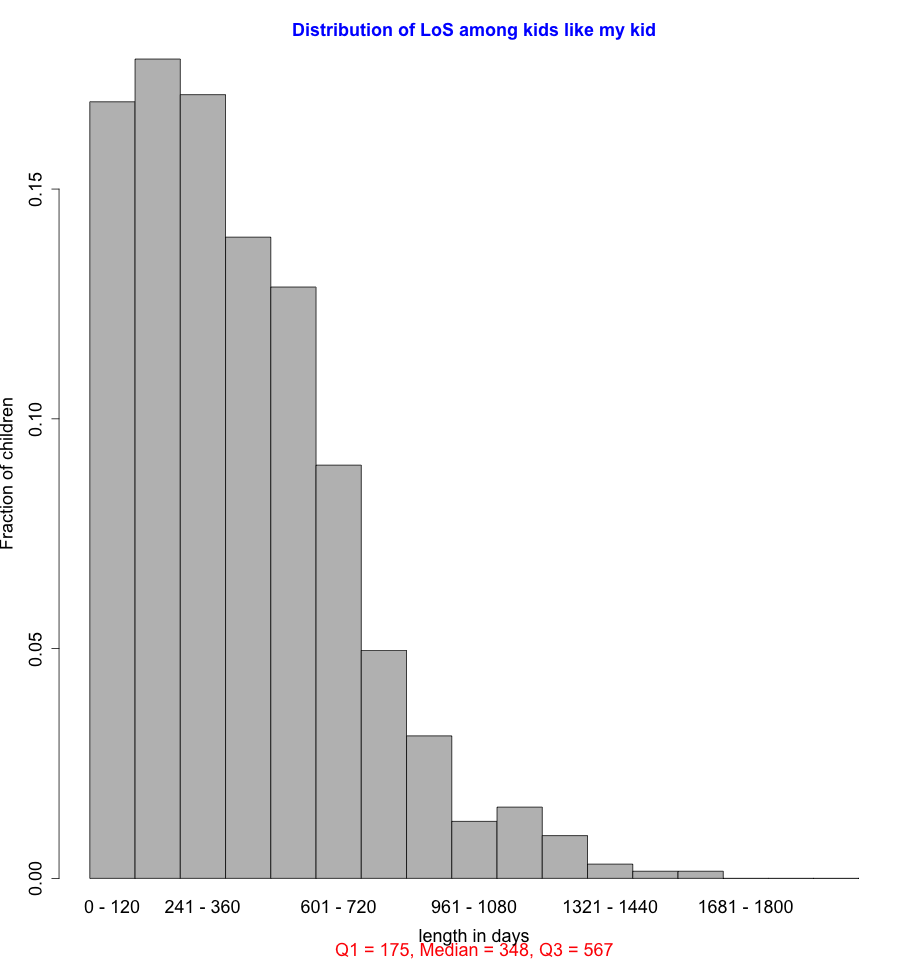 Distribution of LoS among kids like my kid
Fraction of children
0.15
0.10
0.05
0.00
0 - 120 241 - 360 601 - 720 961 - 1080 1321 - 1440 1681 - 1800
length in days
Q1 = 175, Median = 348, Q3 = 567